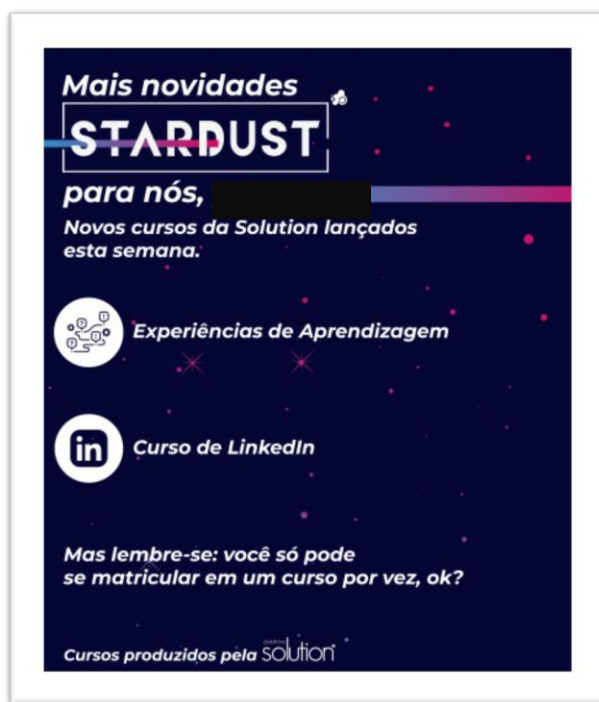 Mais novidades
STARDUST
para nós,
Novos cursos da Solution lançados
esta semana.
Experiências de Aprendizagem
in
Curso de LinkedIn
Mas lembre-se: você só pode
se matricular em um curso por vez, ok?
Cursos produzidos pela solution